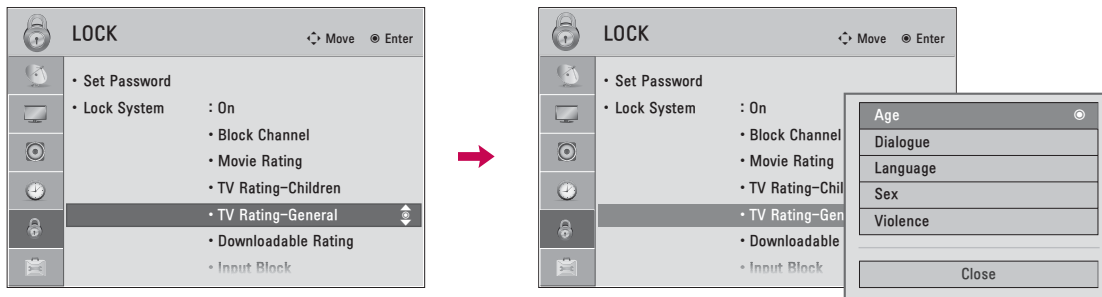 LOCK
Move Enter
• Set Password
• Lock System : On
• Block Channel
• Movie Rating
• TV Rating-Children
• TV Rating-General
• Downloadable Rating
• Input Block
LOCK
Move Enter
• Set Password
• Lock System : On
• Block Channel
• Movie Rating
• TV Rating-Chil
• TV Rating-Gen
• Downloadable
• Input Block
Age
Dialogue
Language
Sex
Violence
Close